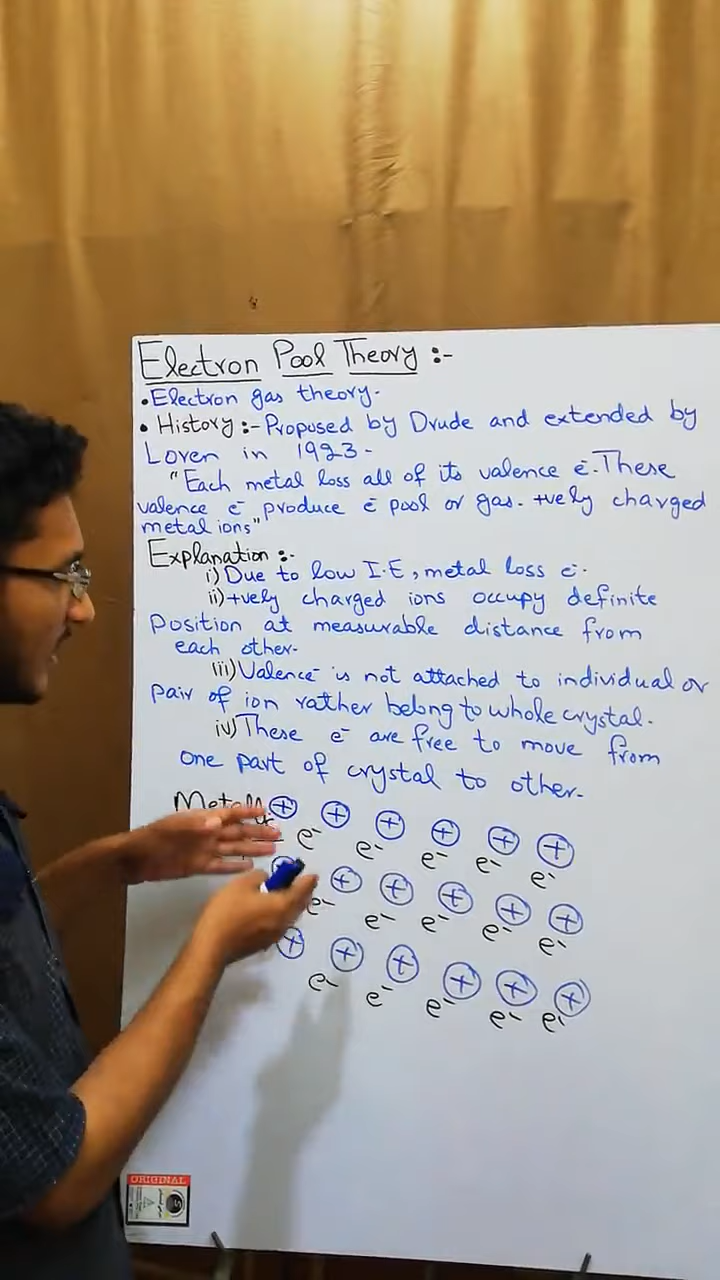 Electron Pool Theory :-
• Electron gas theory.
• History :- Proposed by Drude and extended by
Loren in 1923.
"Each metal loss all of its valence e⁻. These
valence e⁻ produce e⁻ pool or gas. +vely charged
metal ions"
Explanation :-
i) Due to low I.E, metal loss e⁻.
ii) +vely charged ions occupy definite
Position at measurable distance from
each other.
iii) Valence⁻ is not attached to individual or
pair of ion rather belong to whole crystal.
iv) These e⁻ are free to move from
one part of crystal to other.
+ + + + + +
e⁻ e⁻ e⁻ e⁻ e⁻
+ + + + + +
e⁻ e⁻ e⁻ e⁻ e⁻
+ + + + + +
e⁻ e⁻ e⁻ e⁻ e⁻
ORIGINAL